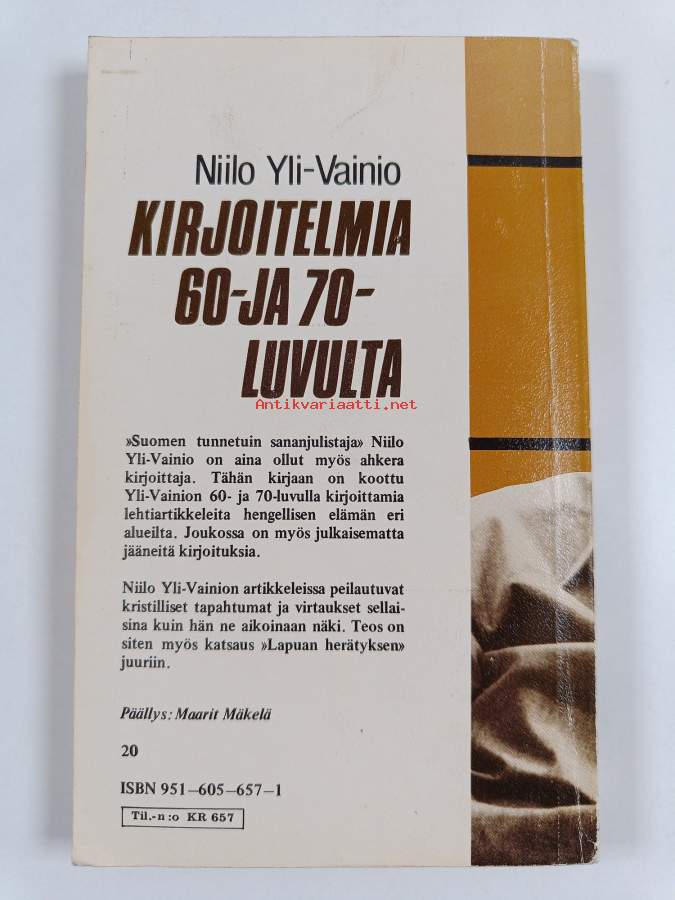 Niilo Yli-Vainio
KIRJOITELMIA
60-JA 70-
LUVULTA
Antikvariaatti.net
»Suomen tunnetuin sananjulistaja» Niilo
Yli-Vainio on aina ollut myös ahkera
kirjoittaja. Tähän kirjaan on koottu
Yli-Vainion 60- ja 70-luvulla kirjoittamia
lehtiartikkeleita hengellisen elämän eri
alueilta. Joukossa on myös julkaisematta
jääneitä kirjoituksia.
Niilo Yli-Vainion artikkeleissa peilautuvat
kristilliset tapahtumat ja virtaukset sellai-
sina kuin hän ne aikoinaan näki. Teos on
siten myös katsaus »Lapuan herätyksen»
juuriin.
Päällys: Maarit Mäkelä
20
ISBN 951–605–657–1
Til.-n:o KR 657